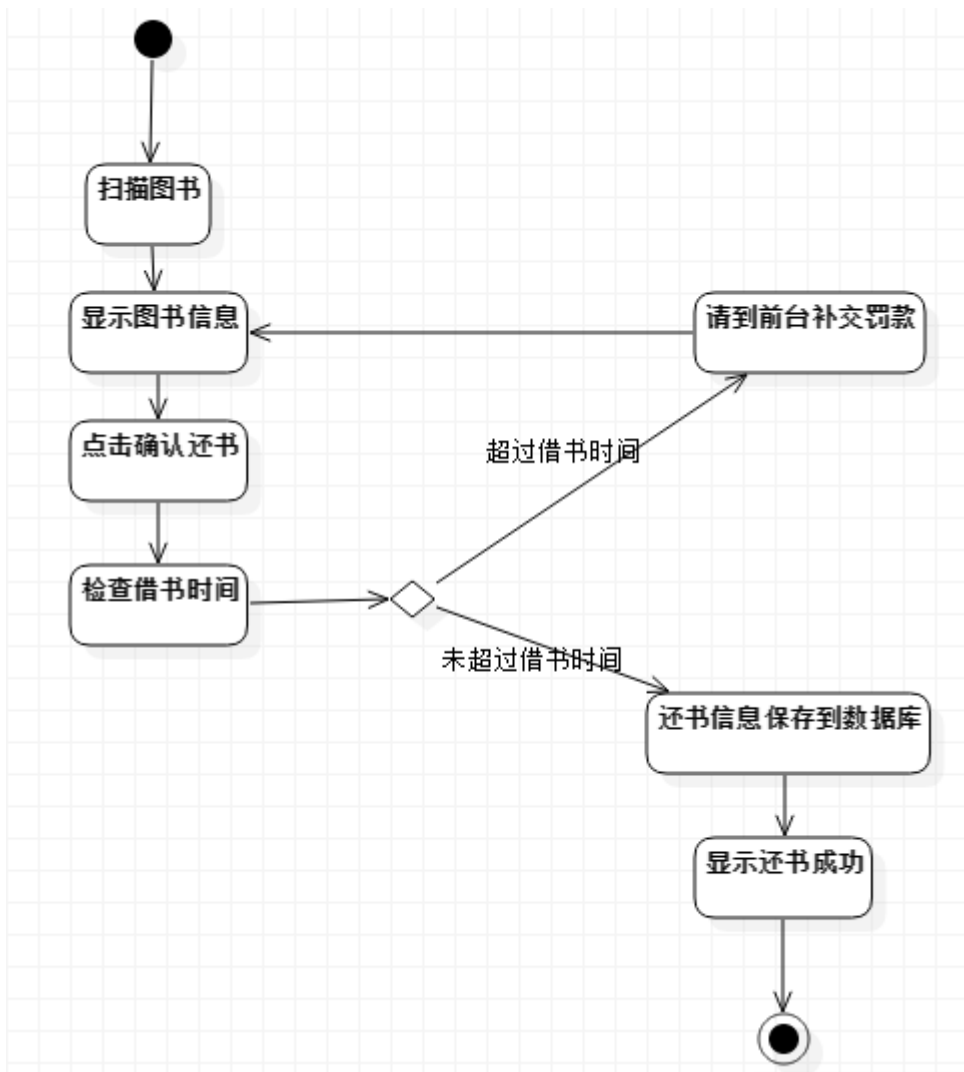 扫描图书
显示图书信息
请到前台补交罚款
点击确认还书
超过借书时间
检查借书时间
未超过借书时间
还书信息保存到数据库
显示还书成功